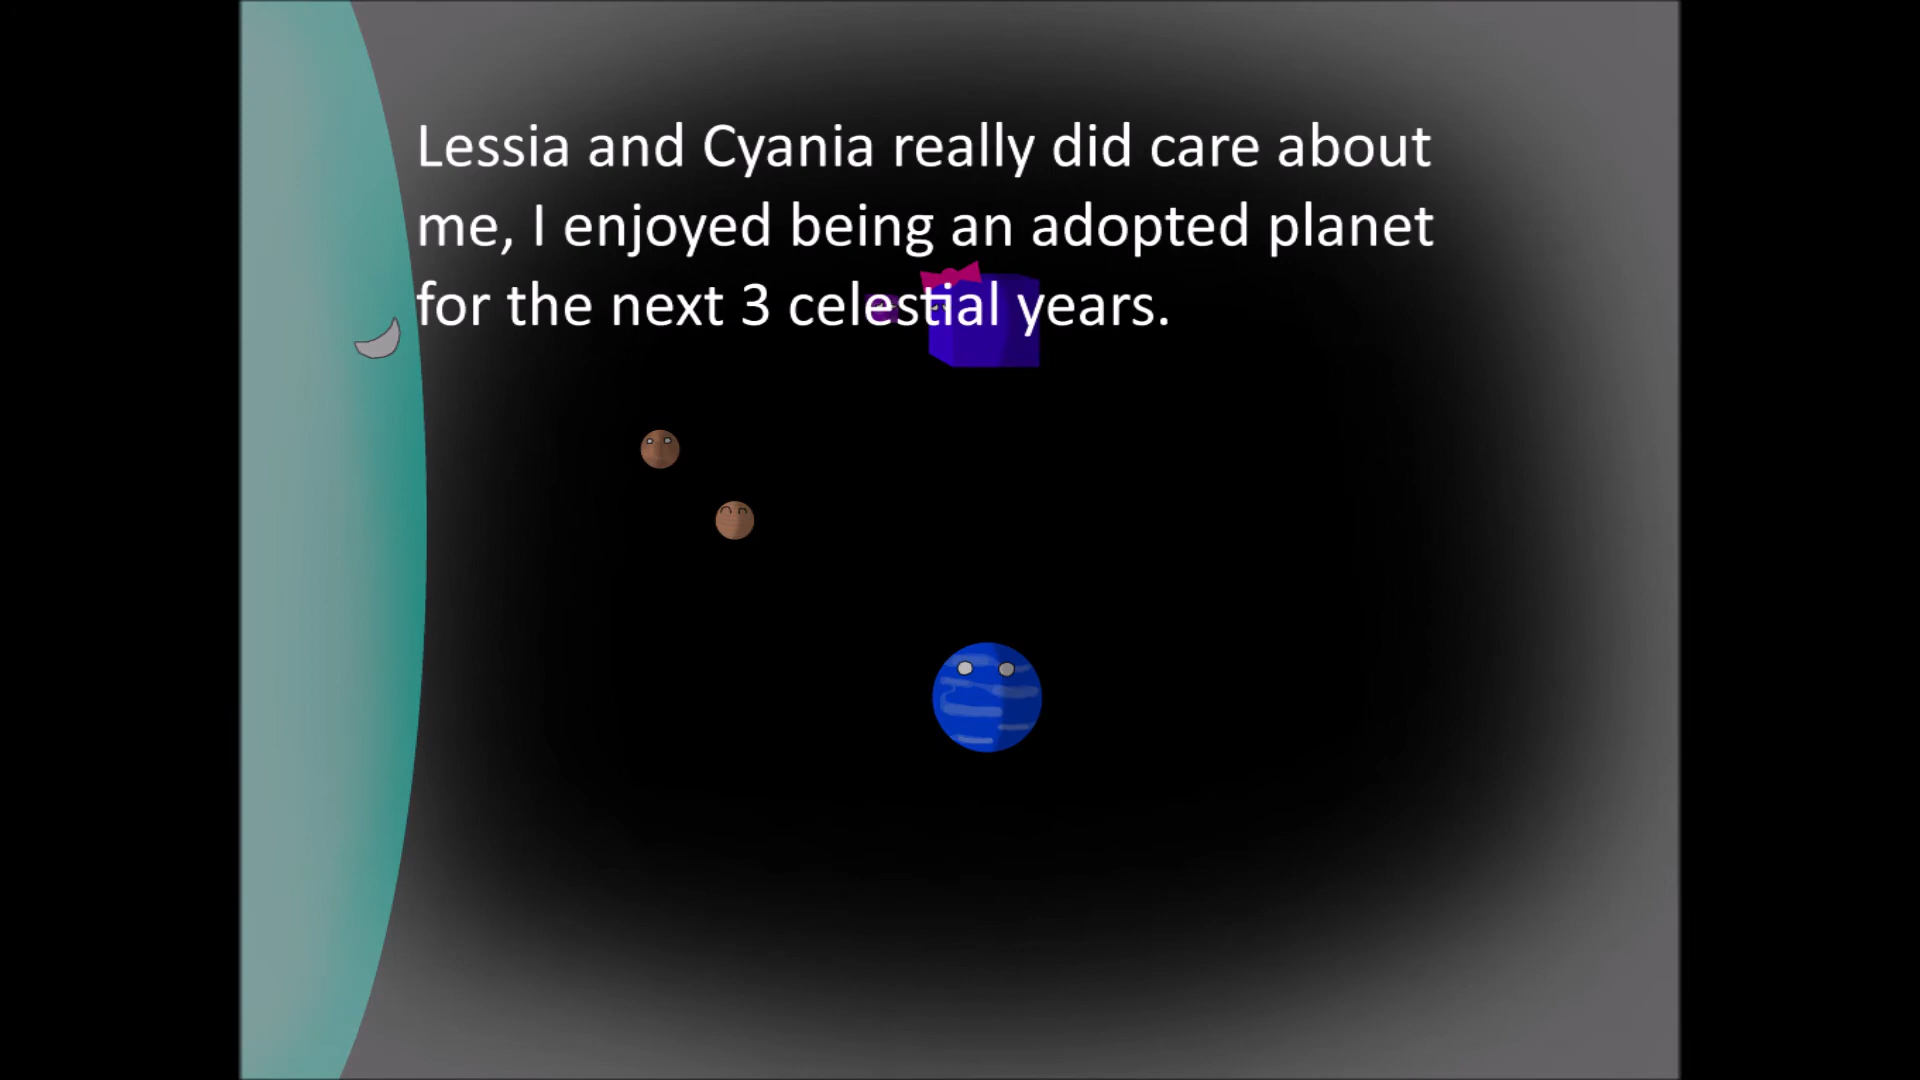 Lessia and Cyania really did care about
me, I enjoyed being an adopted planet
for the next 3 celestial years.